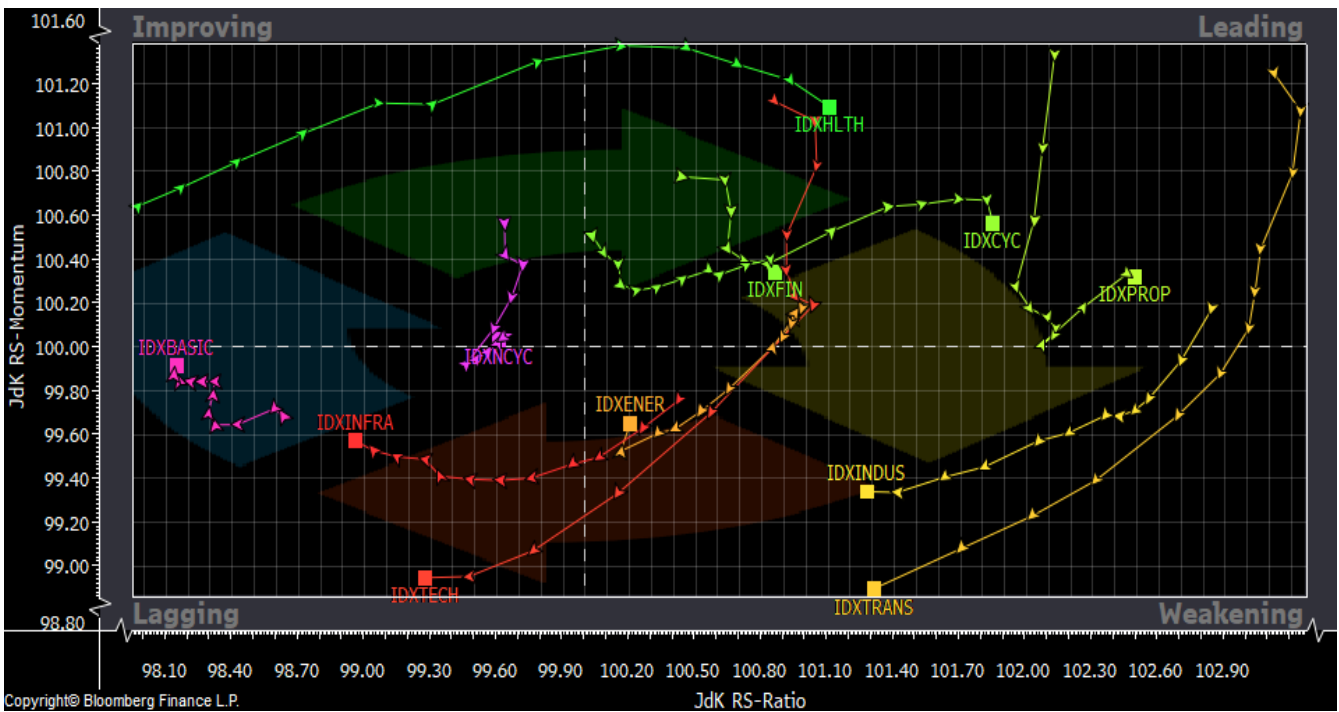 101.60
Improving
Leading
101.20
101.00
100.80
100.60
100.40
100.20
100.00
99.80
99.60
99.40
99.20
99.00
98.80
JdK RS-Momentum
IDXHLTH
IDXCYC
IDXFIN
IDXPROP
IDXBASIC
IDXNCYC
IDXENER
IDXINFRA
IDXINDUS
IDXTECH
IDXTRANS
Lagging
Weakening
98.10 98.40 98.70 99.00 99.30 99.60 99.90 100.20 100.50 100.80 101.10 101.40 101.70 102.00 102.30 102.60 102.90
Copyright© Bloomberg Finance L.P.
JdK RS-Ratio